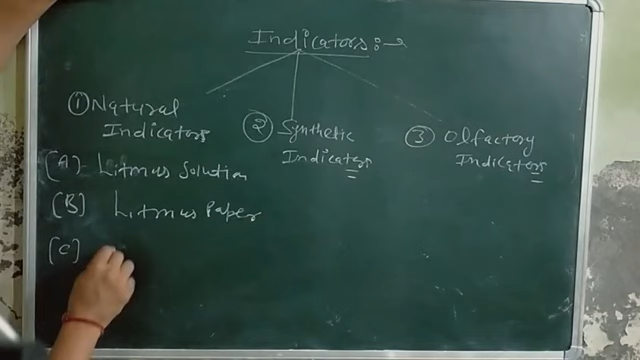 Indicators:→
① Natural
Indicators
② Synthetic
Indicators
③ Olfactory
Indicators
[A] Litmus Solution
[B] Litmus Paper
[C]